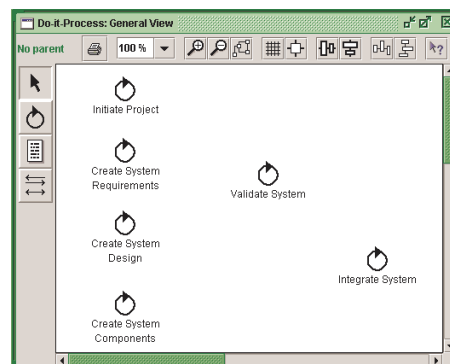 Do-it-Process: General View
No parent
100 %
?
Initiate Project
Create System
Requirements
Validate System
Create System
Design
Integrate System
Create System
Components